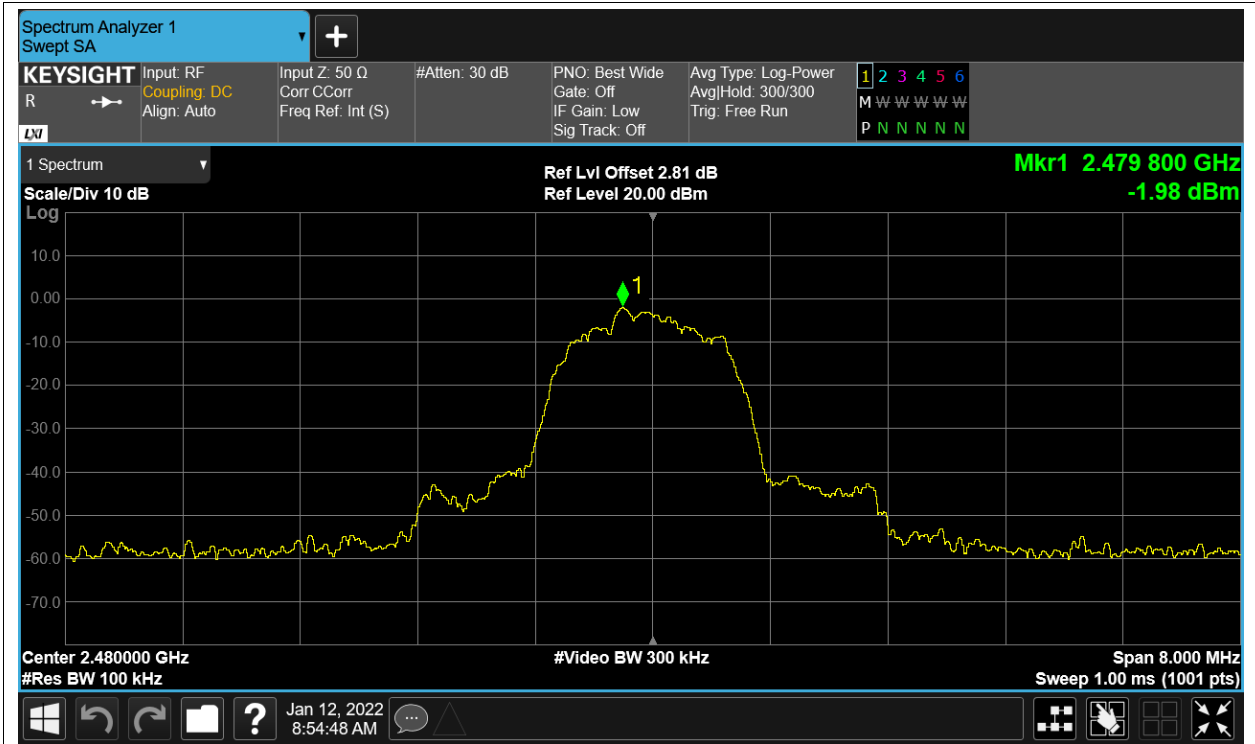 Spectrum Analyzer 1
Swept SA
+
KEYSIGHT
R
LXI
Input: RF
Coupling: DC
Align: Auto
Input Z: 50 Ω
Corr CCorr
Freq Ref: Int (S)
#Atten: 30 dB
PNO: Best Wide
Gate: Off
IF Gain: Low
Sig Track: Off
Avg Type: Log-Power
Avg|Hold: 300/300
Trig: Free Run
1 2 3 4 5 6
M W W W W W
P N N N N N
1 Spectrum
Scale/Div 10 dB
Log
Ref Lvl Offset 2.81 dB
Ref Level 20.00 dBm
Mkr1 2.479 800 GHz
-1.98 dBm
1
10.0
0.00
-10.0
-20.0
-30.0
-40.0
-50.0
-60.0
-70.0
Center 2.480000 GHz
#Res BW 100 kHz
#Video BW 300 kHz
Span 8.000 MHz
Sweep 1.00 ms (1001 pts)
?
Jan 12, 2022
8:54:48 AM